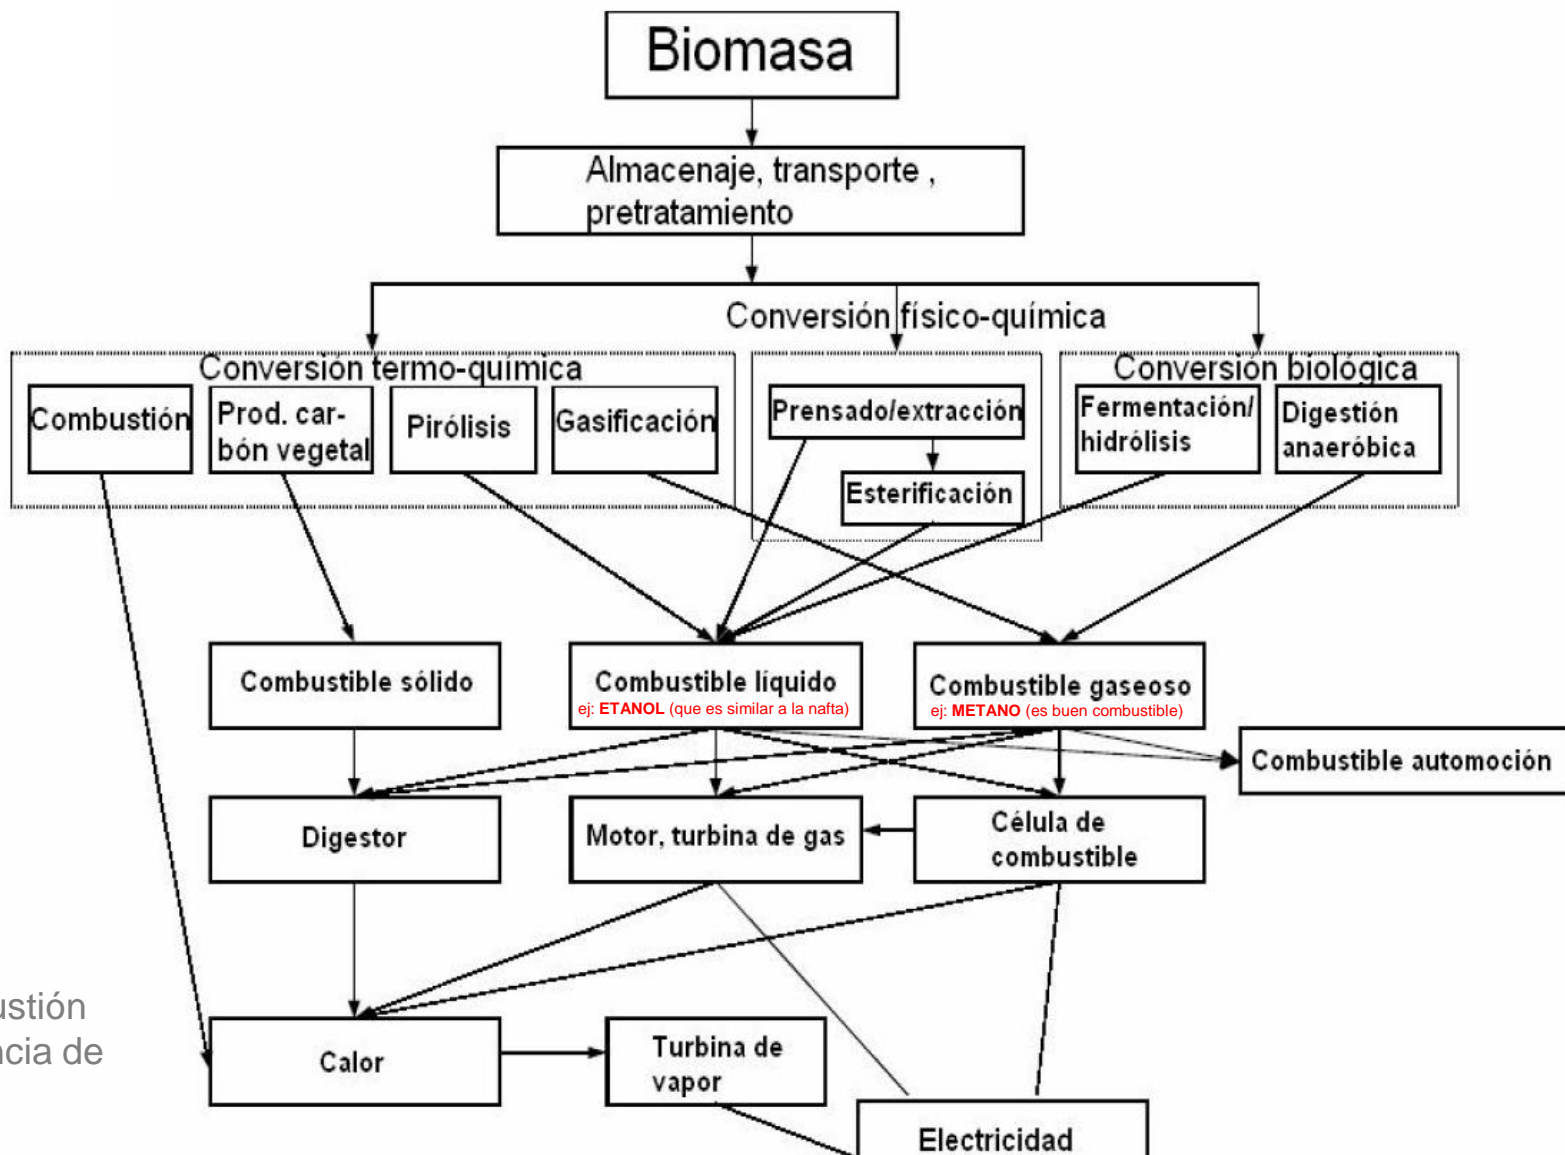 Biomasa
Almacenaje, transporte ,
pretratamiento
Conversión físico-química
Conversión termo-química
Conversión biológica
Combustión
Prod. car-
bón vegetal
Pirólisis
Gasificación
Prensado/extracción
Esterificación
Fermentación/
hidrólisis
Digestión
anaeróbica
Combustible sólido
Combustible líquido
ej: ETANOL (que es similar a la nafta)
Combustible gaseoso
ej: METANO (es buen combustible)
Combustible automoción
Digestor
Motor, turbina de gas
Célula de
combustible
ustión
ncia de
Calor
Turbina de
vapor
Electricidad